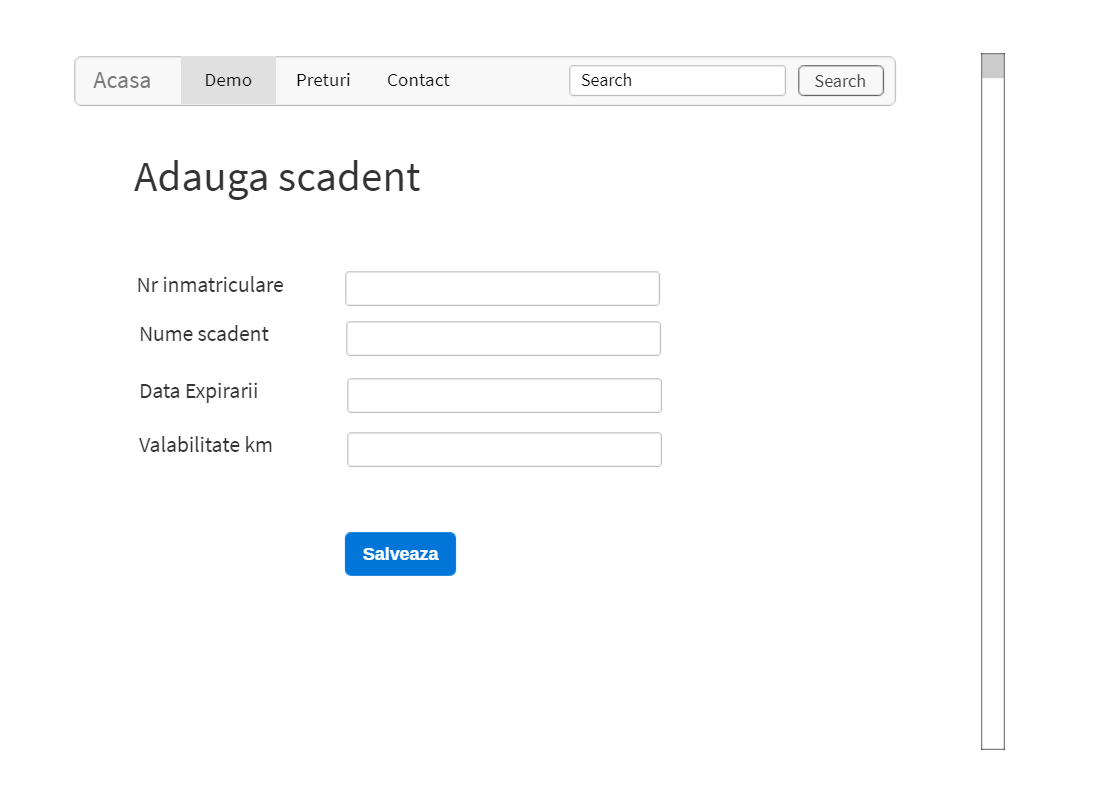 Acasa Demo Preturi Contact Search Search
Adauga scadent
Nr inmatriculare
Nume scadent
Data Expirarii
Valabilitate km
Salveaza